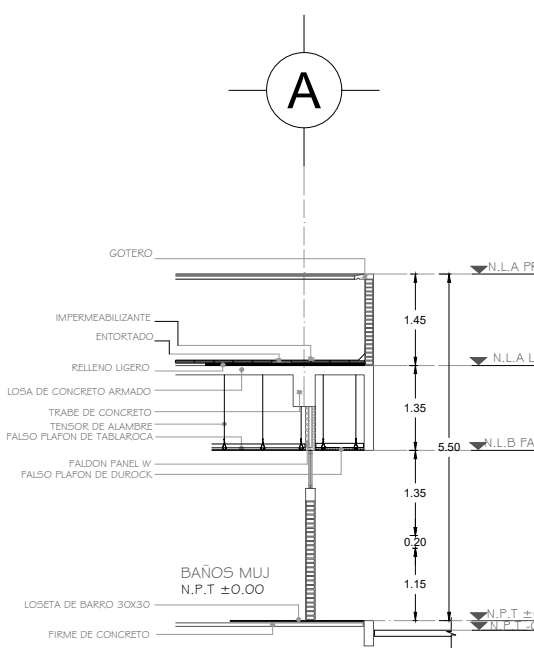 A
GOTERO
N.L.A PR
1.45
IMPERMEABILIZANTE
ENTORTADO
RELLENO LIGERO
N.L.A L
LOSA DE CONCRETO ARMADO
1.35
TRABE DE CONCRETO
TENSOR DE ALAMBRE
FALSO PLAFON DE TABLAROCA
N.L.B FA
5.50
FALDON PANEL W
FALSO PLAFON DE DUROCK
1.35
0.20
BAÑOS MUJ
1.15
N.P.T ±0.00
LOSETA DE BARRO 30X30
N.P.T ±
N.P.T -
FIRME DE CONCRETO